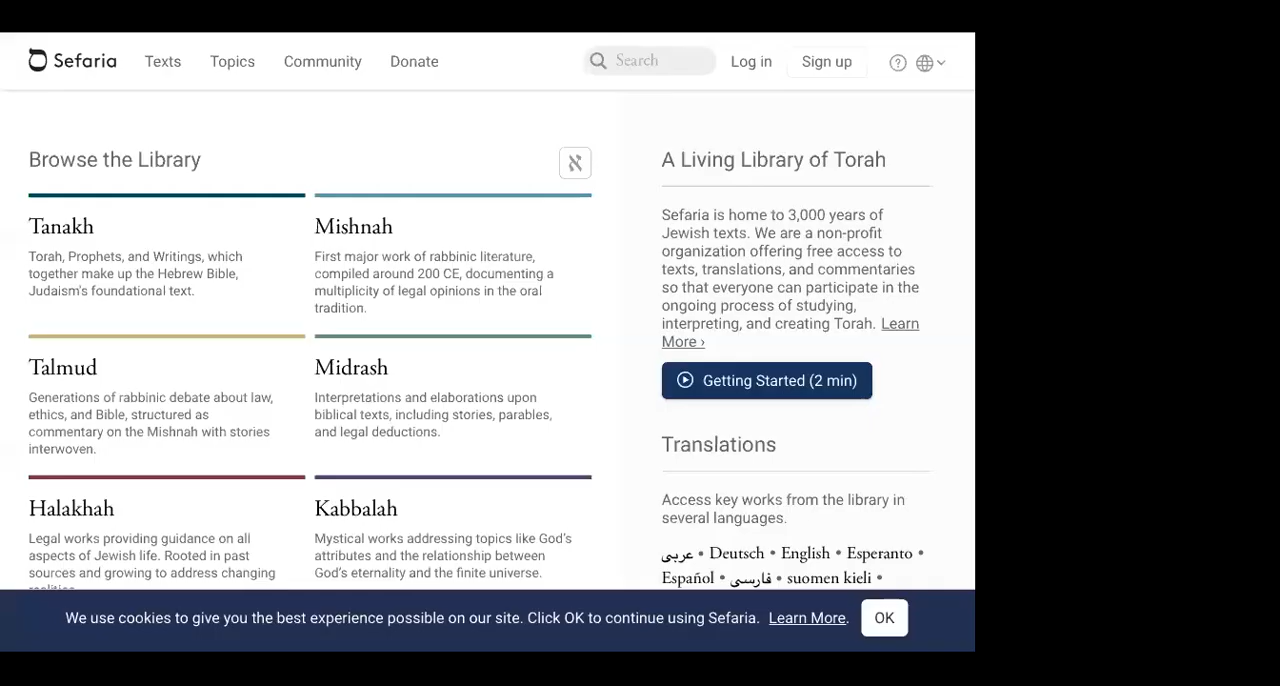 Sefaria Texts Topics Community Donate Search Log in Sign up
Browse the Library
א
Tanakh
Torah, Prophets, and Writings, which
together make up the Hebrew Bible,
Judaism's foundational text.
Mishnah
First major work of rabbinic literature,
compiled around 200 CE, documenting a
multiplicity of legal opinions in the oral
tradition.
Talmud
Generations of rabbinic debate about law,
ethics, and Bible, structured as
commentary on the Mishnah with stories
interwoven.
Midrash
Interpretations and elaborations upon
biblical texts, including stories, parables,
and legal deductions.
Halakhah
Legal works providing guidance on all
aspects of Jewish life. Rooted in past
sources and growing to address changing
Kabbalah
Mystical works addressing topics like God's
attributes and the relationship between
God's eternality and the finite universe.
A Living Library of Torah
Sefaria is home to 3,000 years of
Jewish texts. We are a non-profit
organization offering free access to
texts, translations, and commentaries
so that everyone can participate in the
ongoing process of studying,
interpreting, and creating Torah. Learn
More ›
Getting Started (2 min)
Translations
Access key works from the library in
several languages.
عربى • Deutsch • English • Esperanto •
Español • فارسی • suomen kieli •
We use cookies to give you the best experience possible on our site. Click OK to continue using Sefaria. Learn More. OK